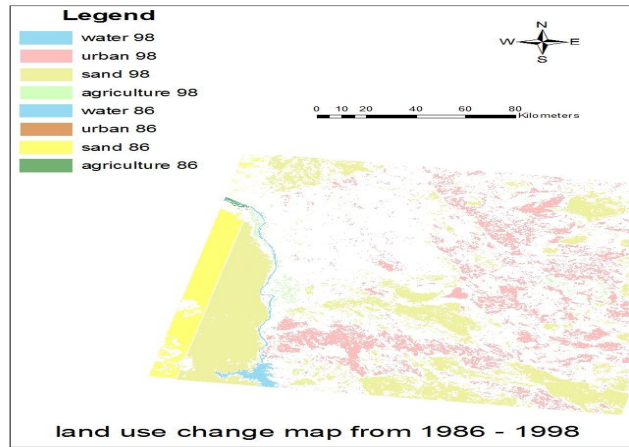 Legend
water 98
urban 98
sand 98
agriculture 98
water 86
urban 86
sand 86
agriculture 86
N
W E
S
0 5 10 20 40 60 80
Kilometers
land use change map from 1986 - 1998